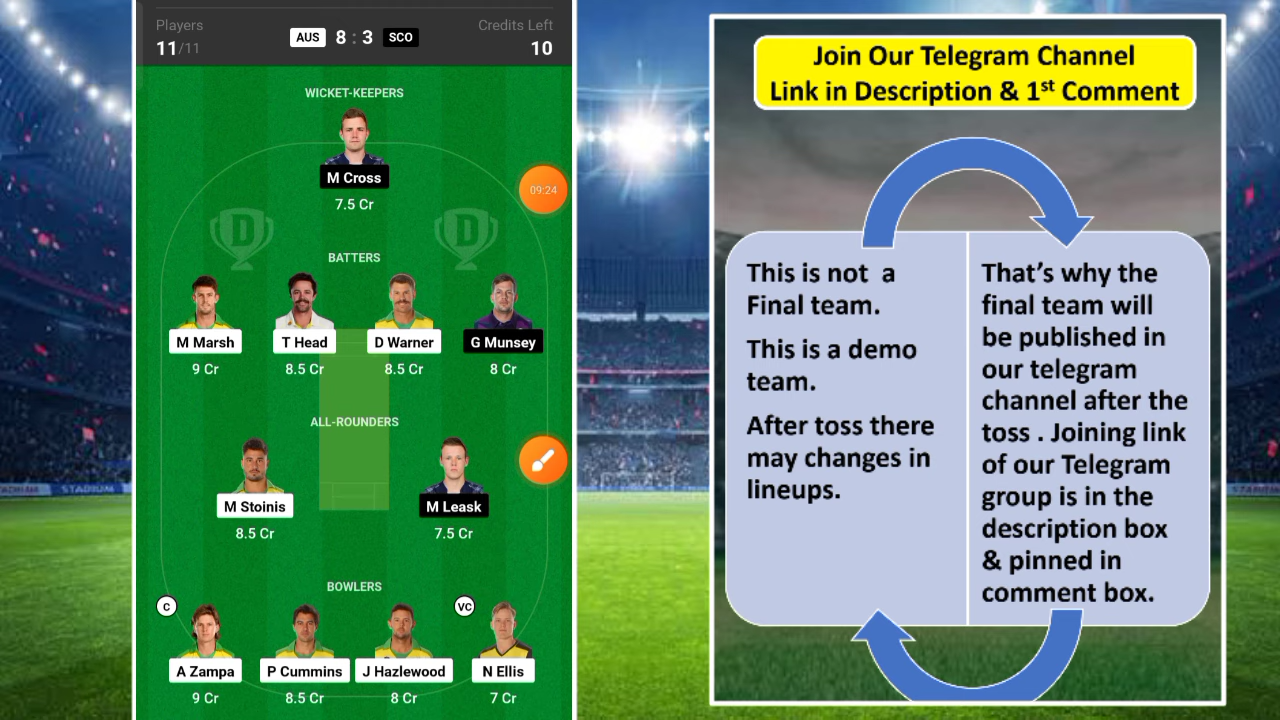 Players
Credits Left
11/11
AUS 8 : 3 SCO
10
WICKET-KEEPERS
M Cross
7.5 Cr
09:24
D
D
BATTERS
M Marsh
T Head
D Warner
G Munsey
9 Cr
8.5 Cr
8.5 Cr
8 Cr
ALL-ROUNDERS
M Stoinis
M Leask
8.5 Cr
7.5 Cr
BOWLERS
C
VC
A Zampa
P Cummins
J Hazlewood
N Ellis
9 Cr
8.5 Cr
8 Cr
7 Cr
Join Our Telegram Channel
Link in Description & 1st Comment
This is not a
Final team.
This is a demo
team.
After toss there
may changes in
lineups.
That's why the
final team will
be published in
our telegram
channel after the
toss . Joining link
of our Telegram
group is in the
description box
& pinned in
comment box.
STADIUM